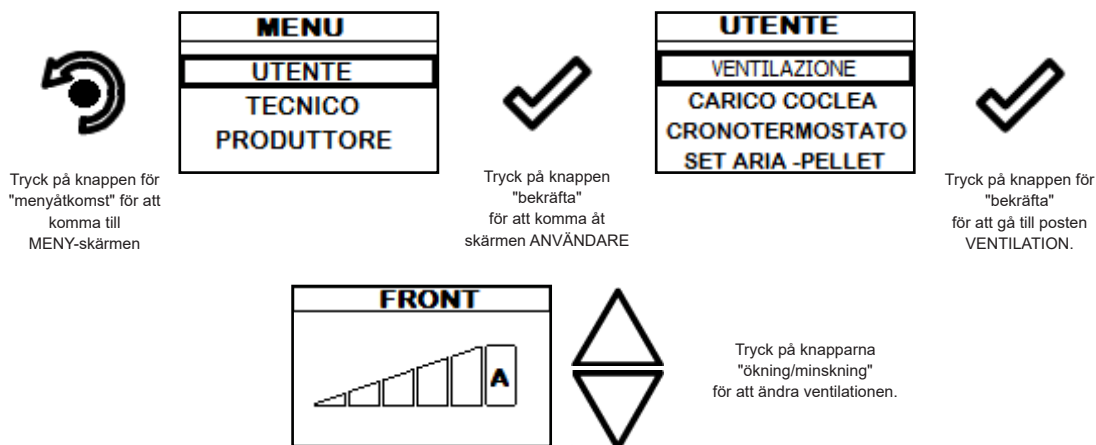 MENU
UTENTE
TECNICO
PRODUTTORE
UTENTE
VENTILAZIONE
CARICO COCLEA
CRONOTERMOSTATO
SET ARIA -PELLET
Tryck på knappen för
"menyåtkomst" för att
komma till
MENY-skärmen
Tryck på knappen
"bekräfta"
för att komma åt
skärmen ANVÄNDARE
Tryck på knappen för
"bekräfta"
för att gå till posten
VENTILATION.
FRONT
A
Tryck på knapparna
"ökning/minskning"
för att ändra ventilationen.